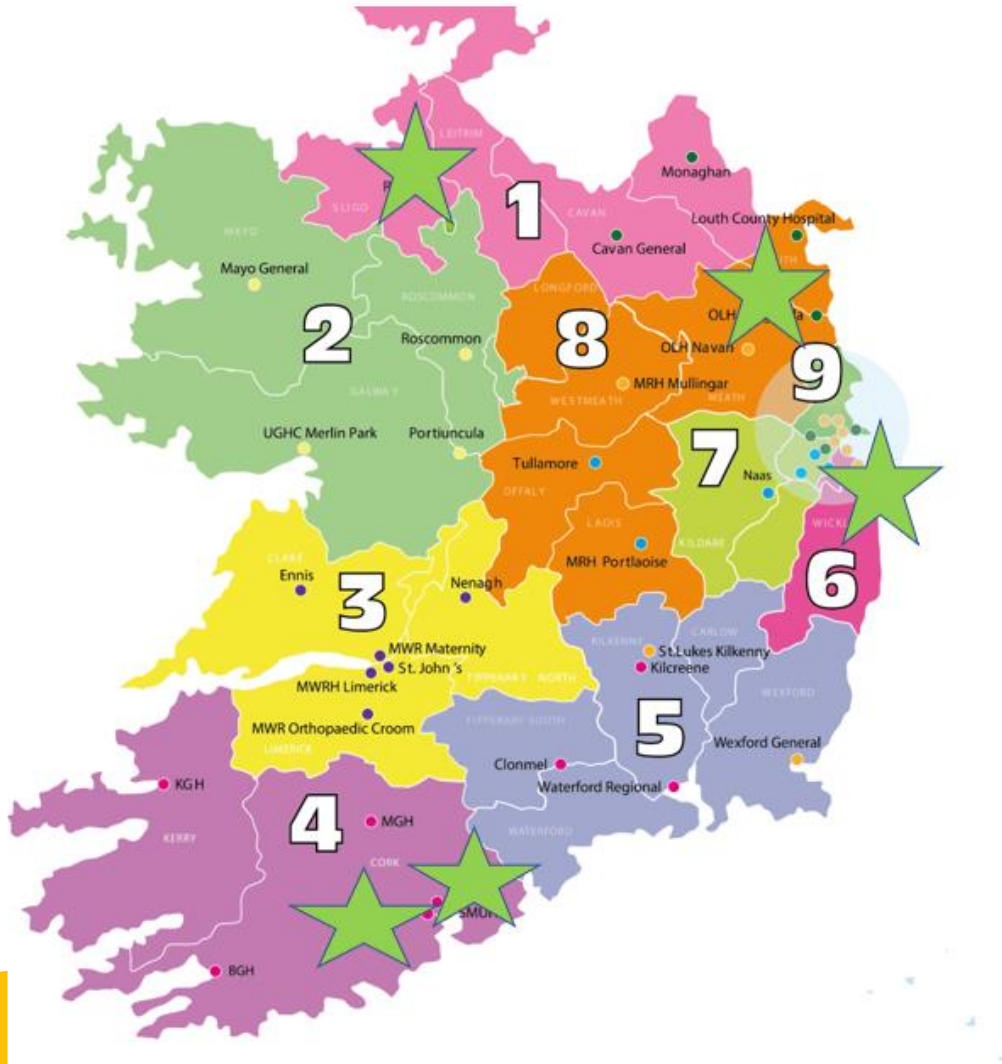 LEITRIM
Monaghan
SLIGO
1
CAVAN
Louth County Hospital
Cavan General
MAYO
Mayo General
LONGFORD
ROSCOMMON
2
Roscommon
8
OLH Navan
9
MRH Mullingar
WESTMEATH
MEATH
GALWAY
UGHC Merlin Park
Portiuncula
Tullamore
7
Naas
OFFALY
LAOIS
KILDARE
MRH Portlaoise
6
CLARE
Ennis
3
Nenagh
MWR Maternity
St. John 's
MWRH Limerick
TIPPERARY NORTH
KILKENNY
CARLOW
St.Lukes Kilkenny
Kilcreene
WEXFORD
MWR Orthopaedic Croom
LIMERICK
TIPPERARY SOUTH
5
Clonmel
Wexford General
Waterford Regional
KGH
4
MGH
WATERFORD
KERRY
CORK
BGH